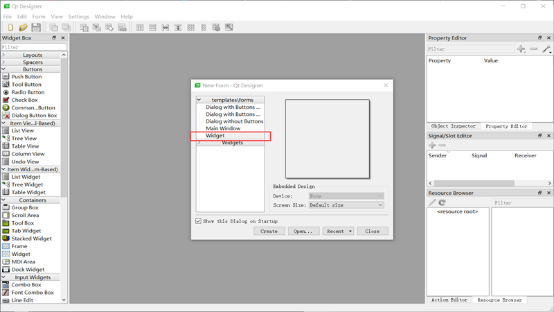 Qt Designer
File Edit Form View Settings Window Help
Widget Box
Filter
Layouts
Spacers
Buttons
Push Button
Tool Button
Radio Button
Check Box
Common...Button
Dialog Button Box
Item Vie...l-Based)
List View
Tree View
Table View
Column View
Undo View
Item Wid...m-Based)
List Widget
Tree Widget
Table Widget
Containers
Group Box
Scroll Area
Tool Box
Tab Widget
Stacked Widget
Frame
Widget
MDI Area
Dock Widget
Input Widgets
Combo Box
Font Combo Box
Line Edit
New Form - Qt Designer
templates\forms
Dialog with Buttons ...
Dialog with Buttons ...
Dialog without Buttons
Main Window
Widget
Widgets
Embedded Design
Device: None
Screen Size: Default size
Show this Dialog on Startup
Create Open... Recent Close
Property Editor
Filter
Property Value
Object Inspector Property Editor
Signal/Slot Editor
Sender Signal Receiver
Resource Browser
Filter
<resource root>
Action Editor Resource Browser